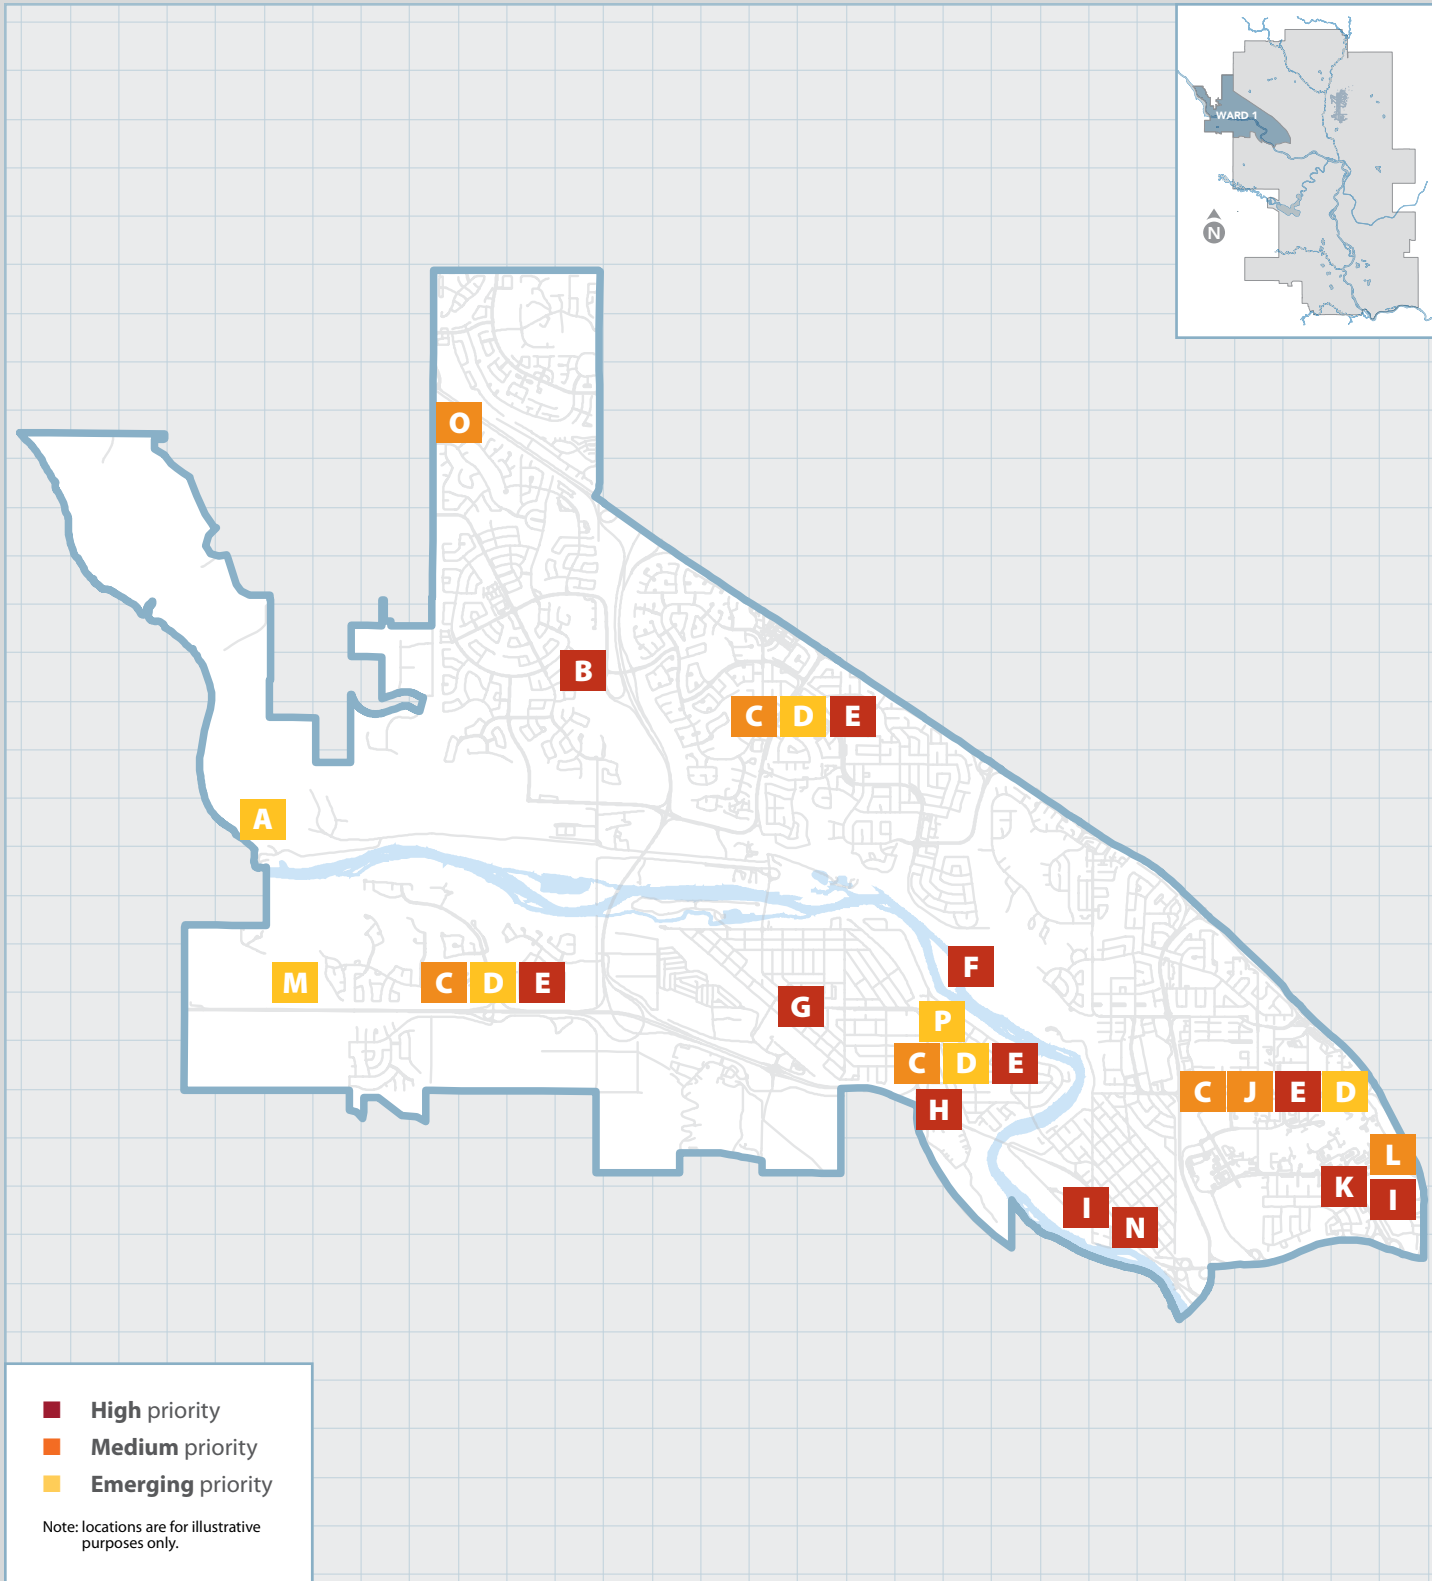 WARD 1
N
O
B
C D E
A
F
M
C D E
G
P
C D E
H
C J E D
L
K
I
I
N
High priority
Medium priority
Emerging priority
Note: locations are for illustrative
purposes only.